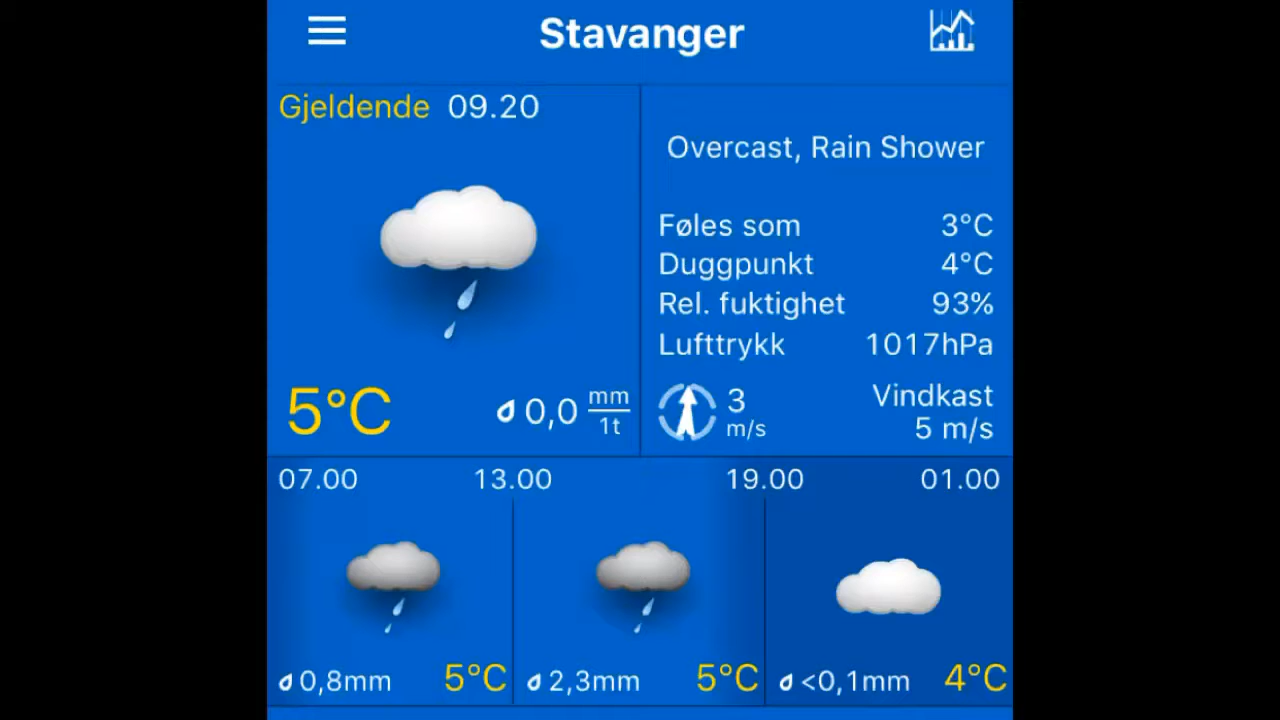 Stavanger
Gjeldende 09.20
Overcast, Rain Shower
Føles som 3°C
Duggpunkt 4°C
Rel. fuktighet 93%
Lufttrykk 1017hPa
5°C 0,0 mm
1t
3
m/s
Vindkast
5 m/s
07.00 13.00 19.00 01.00
0,8mm 5°C 2,3mm 5°C <0,1mm 4°C